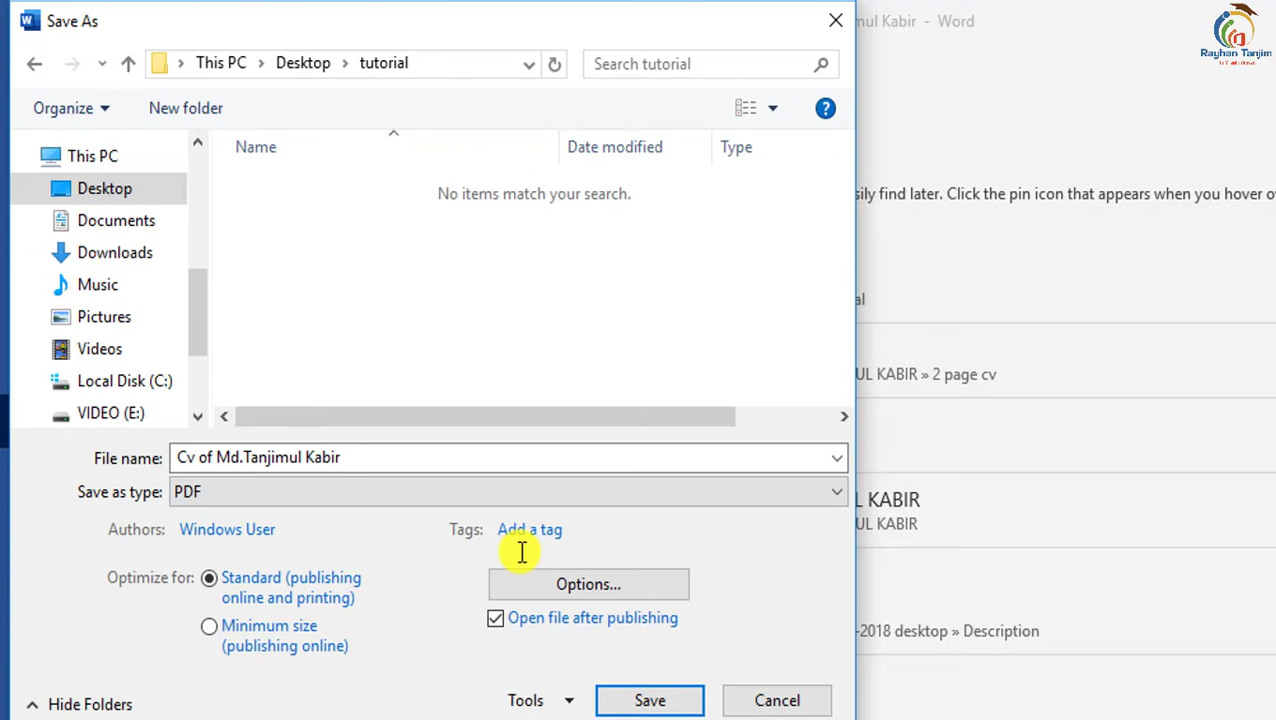 Save As
mul Kabir - Word
Rayhan Tanjim
This PC > Desktop > tutorial
Search tutorial
Organize
New folder
Name
Date modified
Type
This PC
No items match your search.
Desktop
sily find later. Click the pin icon that appears when you hover o
Documents
Downloads
Music
al
Pictures
Videos
UL KABIR » 2 page cv
Local Disk (C:)
VIDEO (E:)
File name: Cv of Md.Tanjimul Kabir
Save as type: PDF
L KABIR
UL KABIR
Authors: Windows User
Tags: Add a tag
Optimize for: Standard (publishing
online and printing)
Options...
Minimum size
(publishing online)
Open file after publishing
-2018 desktop » Description
Hide Folders
Tools
Save
Cancel